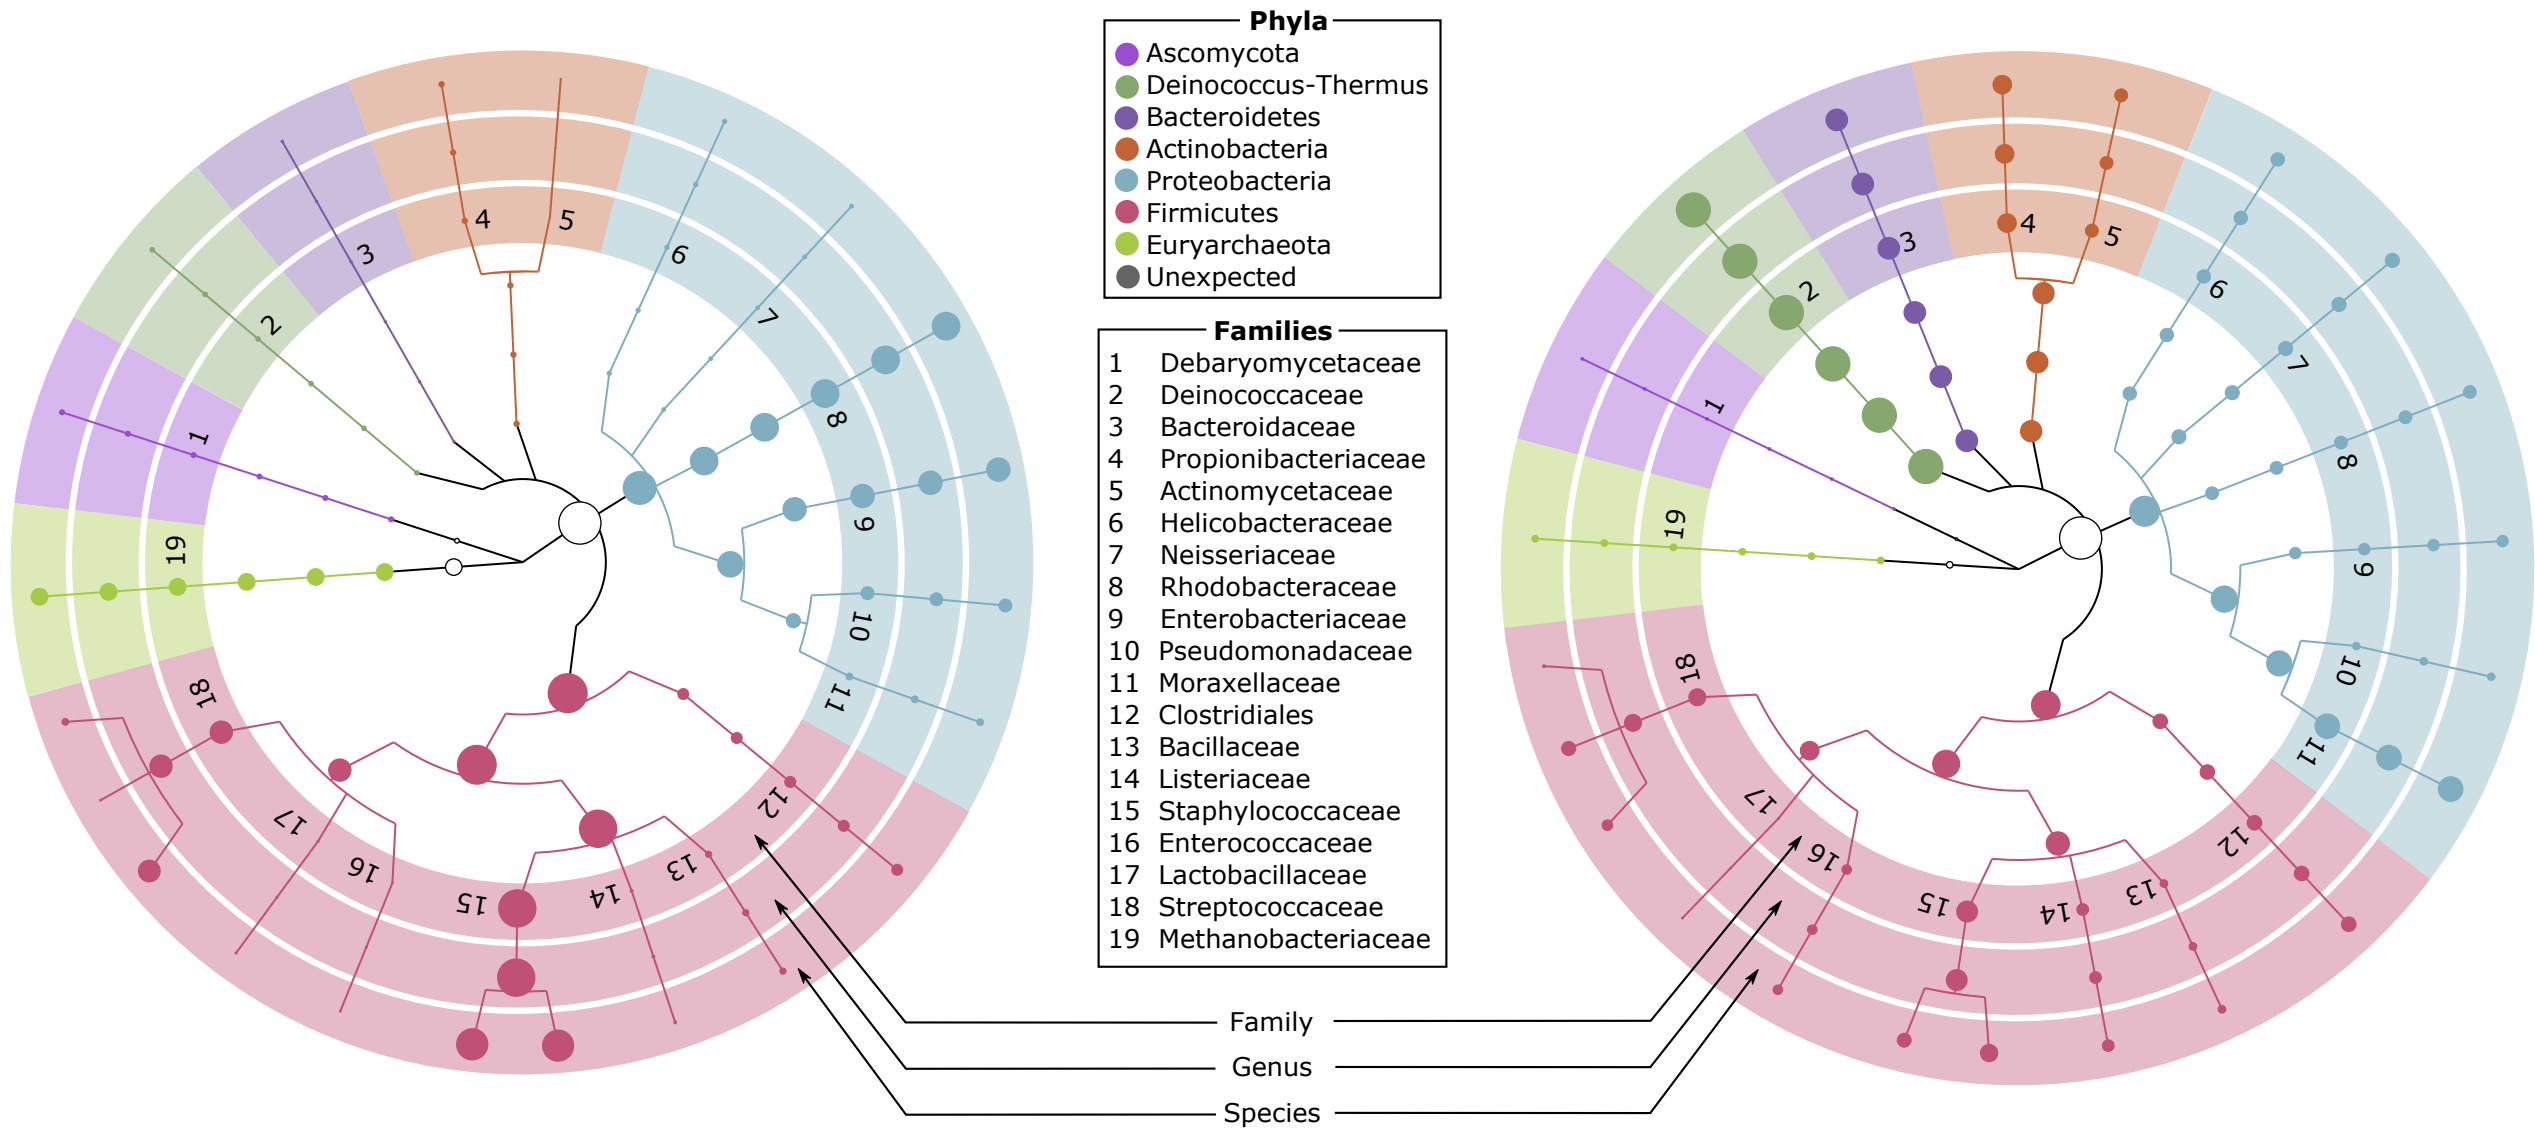 Phyla
Ascomycota
Deinococcus-Thermus
Bacteroidetes
Actinobacteria
Proteobacteria
Firmicutes
Euryarchaeota
Unexpected
Families
1 Debaryomycetaceae
2 Deinococcaceae
3 Bacteroidaceae
4 Propionibacteriaceae
5 Actinomycetaceae
6 Helicobacteraceae
7 Neisseriaceae
8 Rhodobacteraceae
9 Enterobacteriaceae
10 Pseudomonadaceae
11 Moraxellaceae
12 Clostridiales
13 Bacillaceae
14 Listeriaceae
15 Staphylococcaceae
16 Enterococcaceae
17 Lactobacillaceae
18 Streptococcaceae
19 Methanobacteriaceae
Family
Genus
Species
1
2
3
4
5
6
7
8
9
10
11
12
13
14
15
16
17
18
19
1
2
3
4
5
6
7
8
9
10
11
12
13
14
15
16
17
18
19